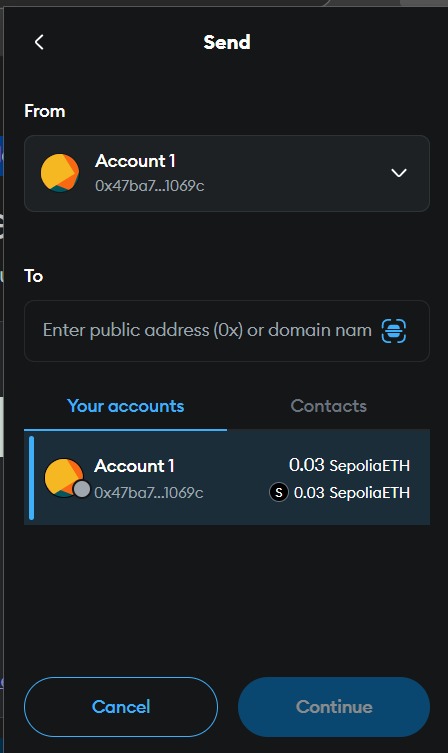 Send
From
Account 1
0x47ba7...1069c
To
Enter public address (0x) or domain nam
Your accounts
Contacts
Account 1
0.03 SepoliaETH
0x47ba7...1069c
S 0.03 SepoliaETH
Cancel
Continue